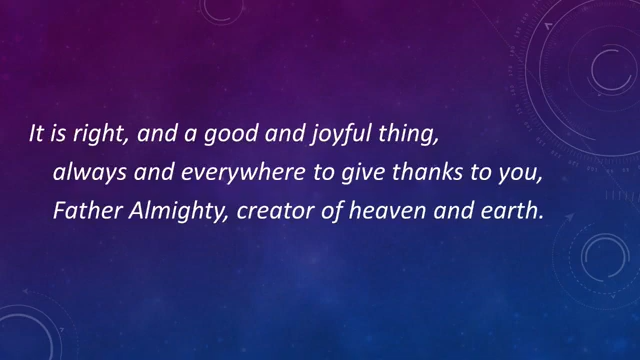 It is right, and a good and joyful thing,
always and everywhere to give thanks to you,
Father Almighty, creator of heaven and earth.